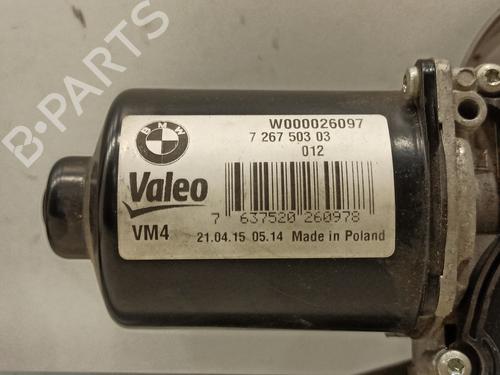 BMW
W000026097
7 267 503 03
012
Valeo
7 637520 260978
VM4
21.04.15 05.14 Made in Poland
B-PARTS